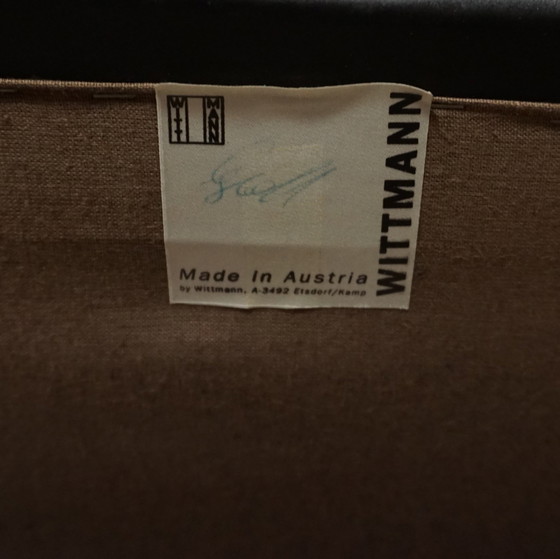 WITT MANN
WITTMANN
Made In Austria
by Wittmann, A-3492 Etsdorf/Kamp